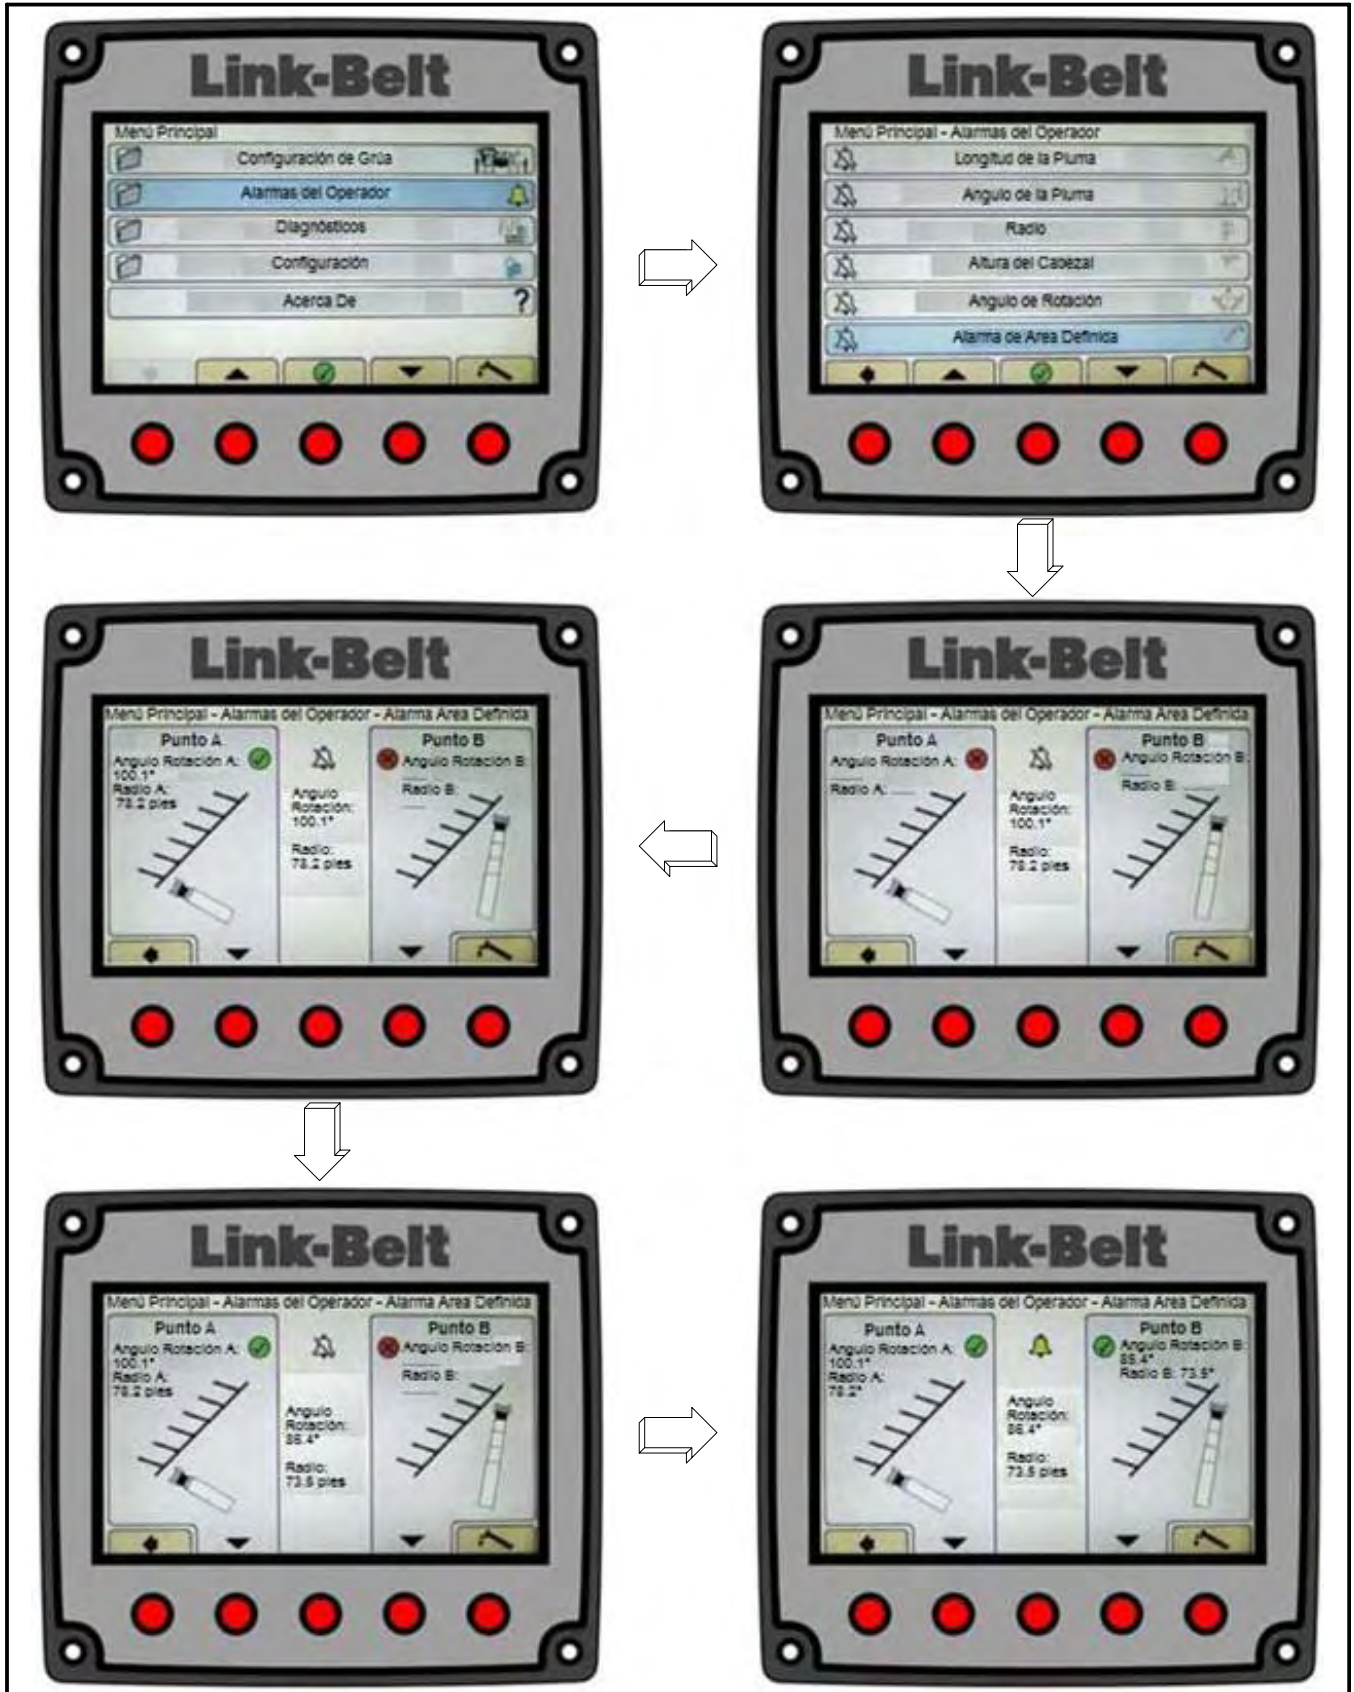 Link-Belt
Menú Principal
Configuración de Grúa
Alarmas del Operador
Diagnósticos
Configuración
Acerca De
?
Link-Belt
Menú Principal - Alarmas del Operador
Longitud de la Pluma
Angulo de la Pluma
Radio
Altura del Cabezal
Angulo de Rotación
Alarma de Area Definida
Link-Belt
Menú Principal - Alarmas del Operador - Alarma Area Definida
Punto A
Angulo Rotación A:
100.1°
Radio A:
78.2 pies
Angulo
Rotación:
100.1°
Radio:
78.2 pies
Punto B
Angulo Rotación B:
Radio B:
Link-Belt
Menú Principal - Alarmas del Operador - Alarma Area Definida
Punto A
Angulo Rotación A:
Radio A:
Angulo
Rotación:
100.1°
Radio:
78.2 pies
Punto B
Angulo Rotación B:
Radio B:
Link-Belt
Menú Principal - Alarmas del Operador - Alarma Area Definida
Punto A
Angulo Rotación A:
100.1°
Radio A:
78.2 pies
Angulo
Rotación:
86.4°
Radio:
73.5 pies
Punto B
Angulo Rotación B:
Radio B:
Link-Belt
Menú Principal - Alarmas del Operador - Alarma Area Definida
Punto A
Angulo Rotación A:
100.1°
Radio A:
78.2°
Angulo
Rotación:
86.4°
Radio:
73.5 pies
Punto B
Angulo Rotación B:
86.4°
Radio B: 73.5°